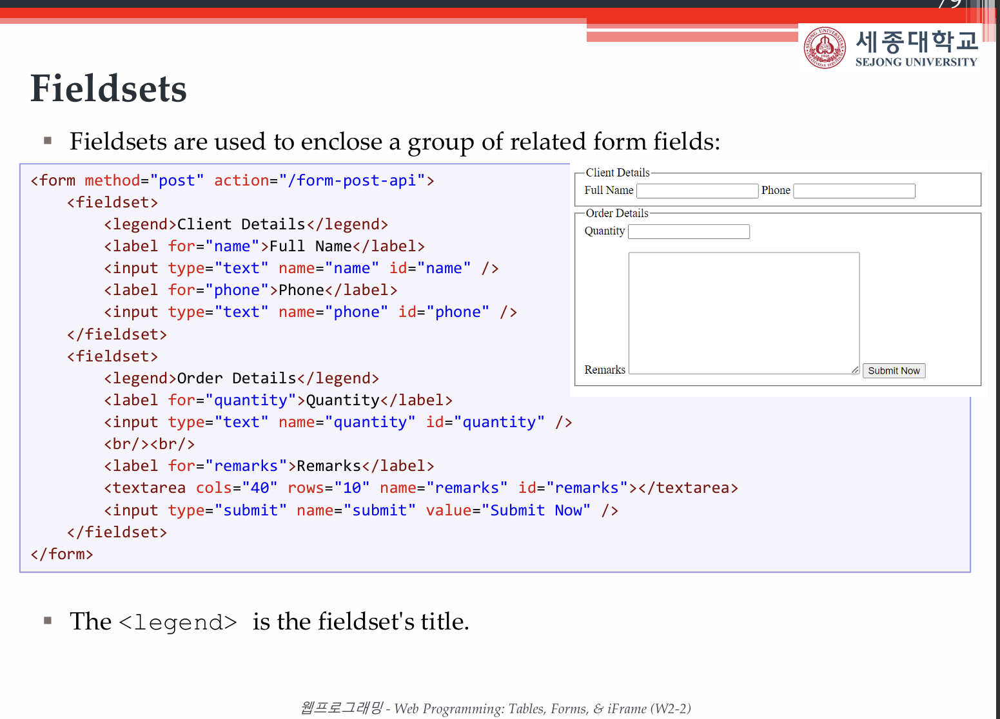 세종대학교
SEJONG UNIVERSITY
Fieldsets
Fieldsets are used to enclose a group of related form fields:
<form method="post" action="/form-post-api">
<fieldset>
<legend>Client Details</legend>
<label for="name">Full Name</label>
<input type="text" name="name" id="name" />
<label for="phone">Phone</label>
<input type="text" name="phone" id="phone" />
</fieldset>
<fieldset>
<legend>Order Details</legend>
<label for="quantity">Quantity</label>
<input type="text" name="quantity" id="quantity" />
<br/><br/>
<label for="remarks">Remarks</label>
<textarea cols="40" rows="10" name="remarks" id="remarks"></textarea>
<input type="submit" name="submit" value="Submit Now" />
</fieldset>
</form>
Client Details
Full Name Phone
Order Details
Quantity
Remarks Submit Now
The <legend> is the fieldset's title.
웹프로그래밍 - Web Programming: Tables, Forms, & iFrame (W2-2)